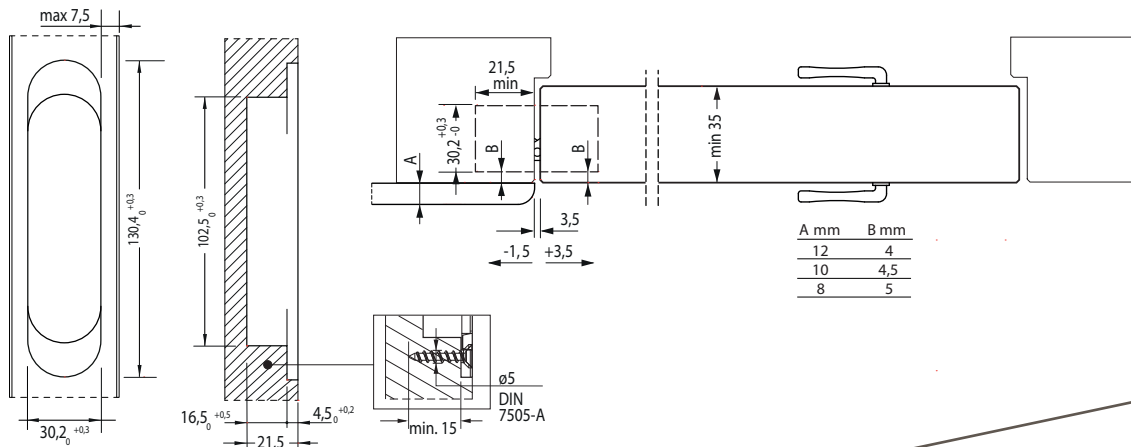 max 7,5
130,4 0 +0,3
30,2 0 +0,3
102,5 0 +0,3
16,5 0 +0,5
4,5 0 +0,2
21,5
ø5
DIN
7505-A
min. 15
21,5
min
30,2 -0 +0,3
A
B
B
3,5
-1,5 +3,5
min 35
A mm B mm
12 4
10 4,5
8 5